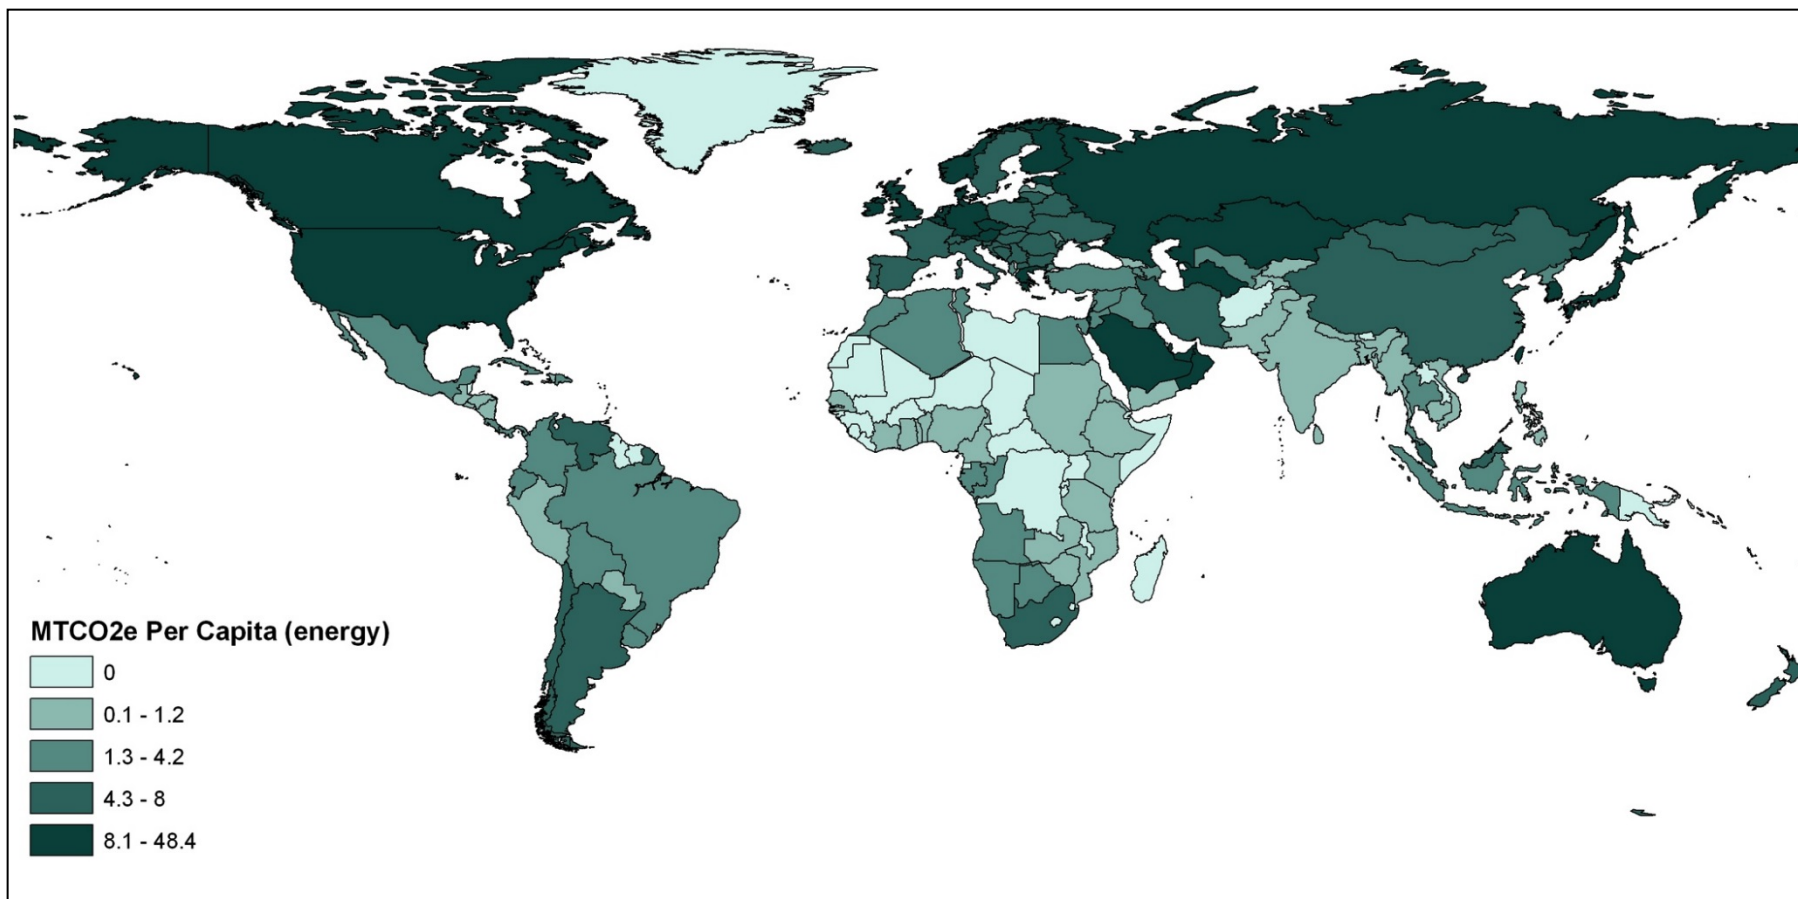 MTCO2e Per Capita (energy)
0
0.1 - 1.2
1.3 - 4.2
4.3 - 8
8.1 - 48.4